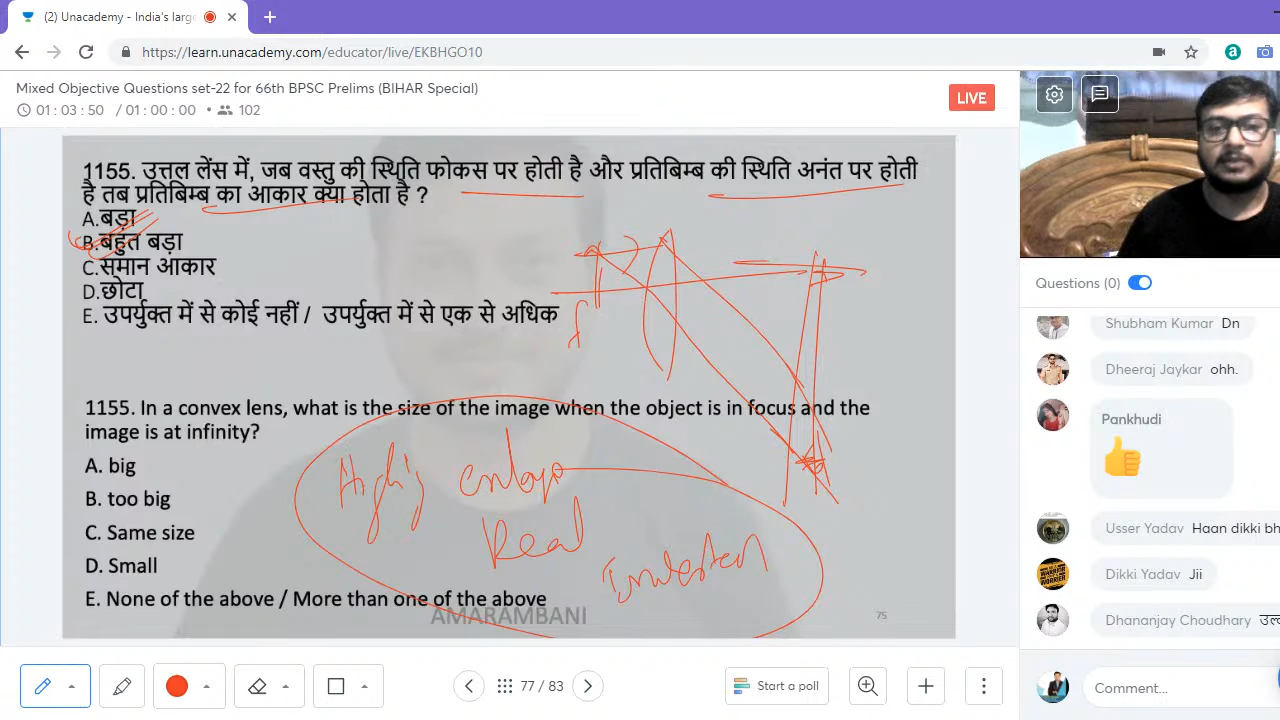 (2) Unacademy - India's larg
https://learn.unacademy.com/educator/live/EKBHGO10
Mixed Objective Questions set-22 for 66th BPSC Prelims (BIHAR Special)
01 : 03 : 50 / 01 : 00 : 00 • 102
LIVE
1155. उत्तल लेंस में, जब वस्तु की स्थिति फोकस पर होती है और प्रतिबिम्ब की स्थिति अनंत पर होती
है तब प्रतिबिम्ब का आकार क्या होता है ?
A.बड़ा
B.बहुत बड़ा
C.समान आकार
D.छोटा
E. उपर्युक्त में से कोई नहीं / उपर्युक्त में से एक से अधिक
f
1155. In a convex lens, what is the size of the image when the object is in focus and the
image is at infinity?
A. big
B. too big
C. Same size
D. Small
E. None of the above / More than one of the above
Real
AMARAMBANI
75
77 / 83
Start a poll
Questions (0)
Shubham Kumar Dn
Dheeraj Jaykar ohh.
Pankhudi
Usser Yadav Haan dikki bh
Dikki Yadav Jii
Dhananjay Choudhary
Comment...